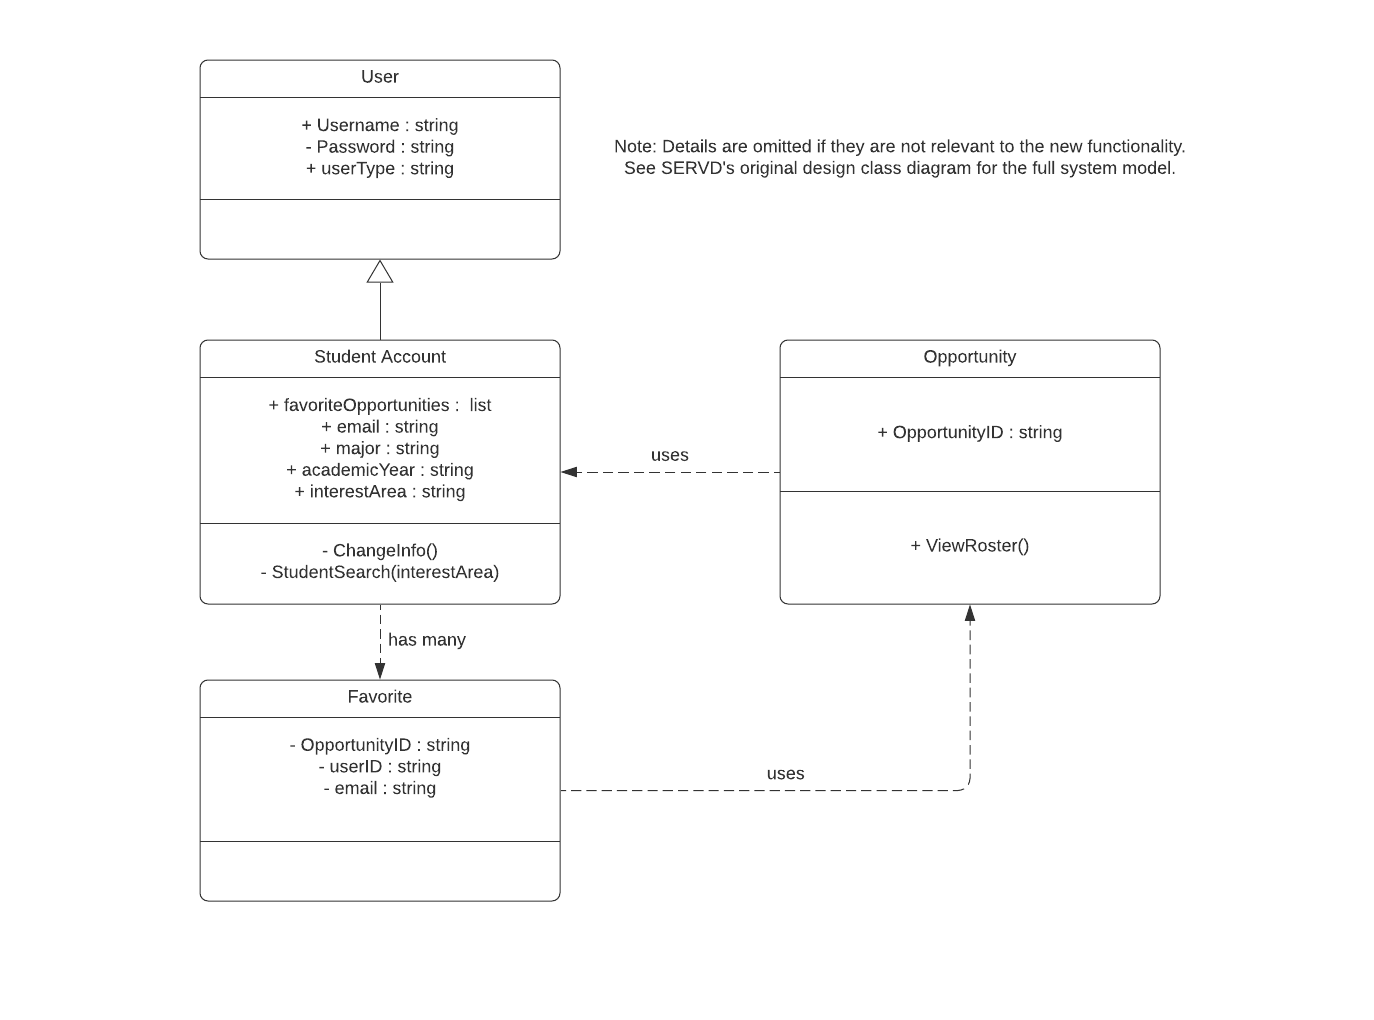 User
+ Username : string
- Password : string
+ userType : string
Note: Details are omitted if they are not relevant to the new functionality.
See SERVD's original design class diagram for the full system model.
Student Account
+ favoriteOpportunities :  list
+ email : string
+ major : string
+ academicYear : string
+ interestArea : string
- ChangeInfo()
- StudentSearch(interestArea)
uses
Opportunity
+ OpportunityID : string
+ ViewRoster()
has many
Favorite
- OpportunityID : string
- userID : string
- email : string
uses